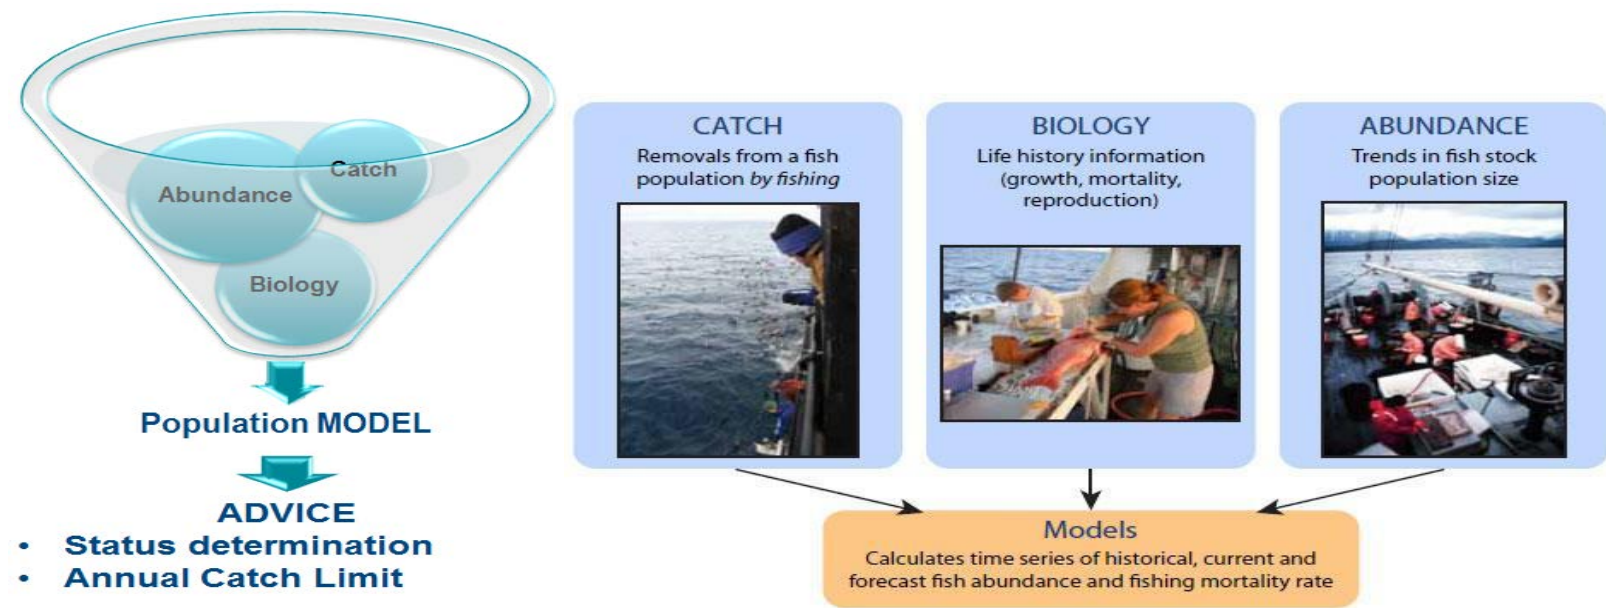 Catch
Abundance
Biology
Population MODEL
ADVICE
• Status determination
• Annual Catch Limit
CATCH
Removals from a fish
population by fishing
BIOLOGY
Life history information
(growth, mortality,
reproduction)
ABUNDANCE
Trends in fish stock
population size
Models
Calculates time series of historical, current and
forecast fish abundance and fishing mortality rate